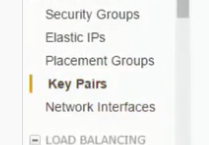 Security Groups
Elastic IPs
Placement Groups
Key Pairs
Network Interfaces
LOAD BALANCING